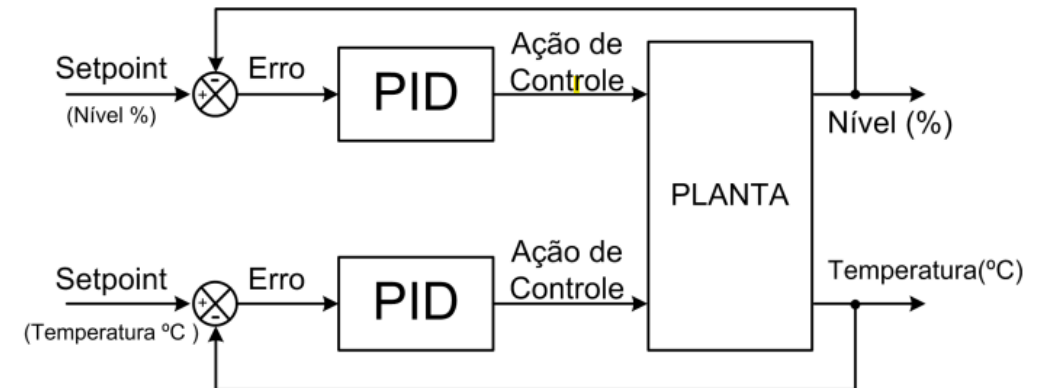 Setpoint
(Nível %)
-
+
Erro
PID
Ação de
Controle
Nível (%)
PLANTA
Setpoint
(Temperatura ºC )
+
-
Erro
PID
Ação de
Controle
Temperatura(ºC)